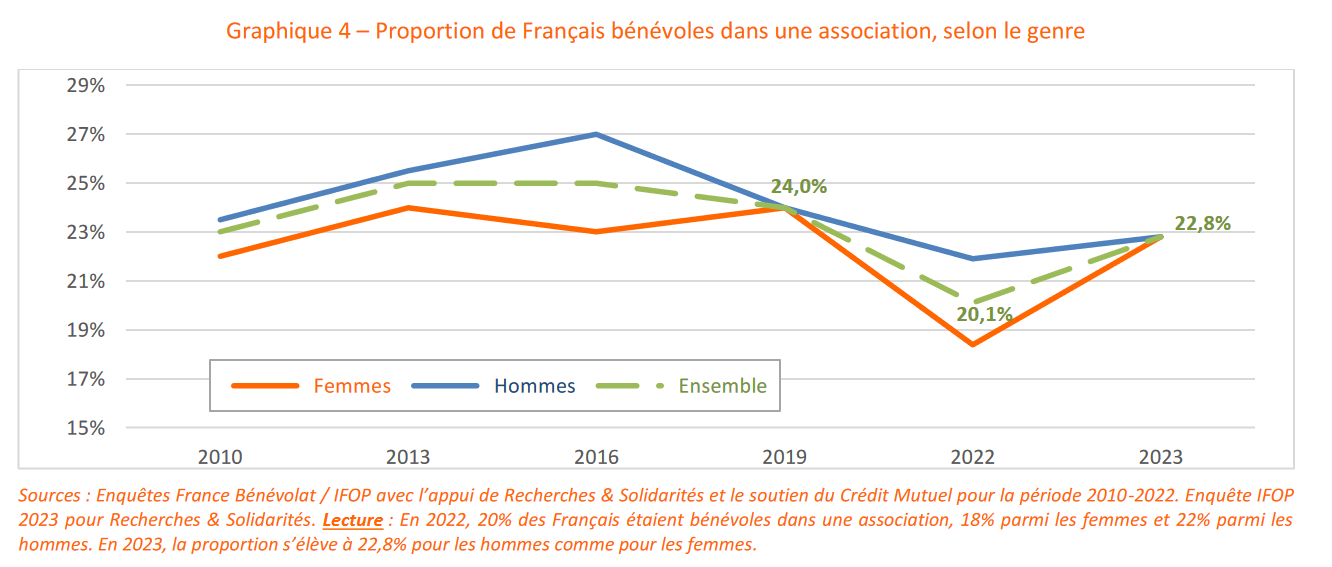 Graphique 4 – Proportion de Français bénévoles dans une association, selon le genre
29%
27%
25%
23%
21%
19%
17%
15%
24,0%
22,8%
20,1%
Femmes
Hommes
Ensemble
2010
2013
2016
2019
2022
2023
Sources : Enquêtes France Bénévolat / IFOP avec l'appui de Recherches & Solidarités et le soutien du Crédit Mutuel pour la période 2010-2022. Enquête IFOP
2023 pour Recherches & Solidarités. Lecture : En 2022, 20% des Français étaient bénévoles dans une association, 18% parmi les femmes et 22% parmi les
hommes. En 2023, la proportion s'élève à 22,8% pour les hommes comme pour les femmes.